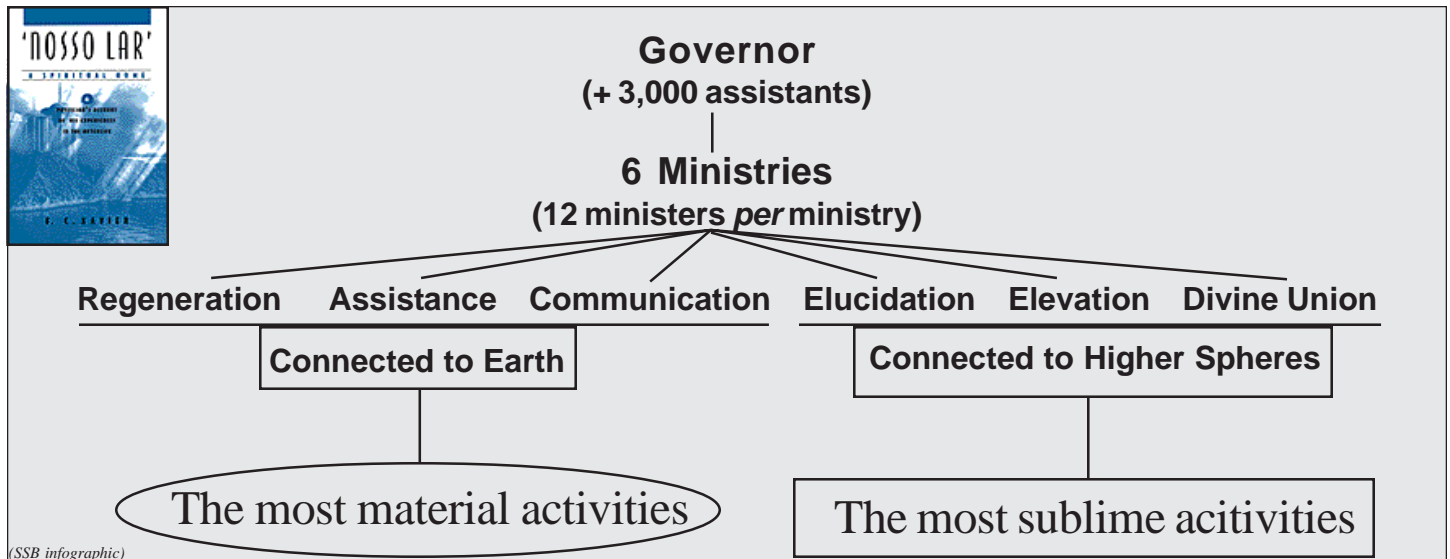 'NOSSO LAR'
A SPIRITUAL HOME
Governor
(+ 3,000 assistants)
6 Ministries
(12 ministers per ministry)
Regeneration Assistance Communication Elucidation Elevation Divine Union
Connected to Earth Connected to Higher Spheres
The most material activities The most sublime acitivities
(SSB infographic)